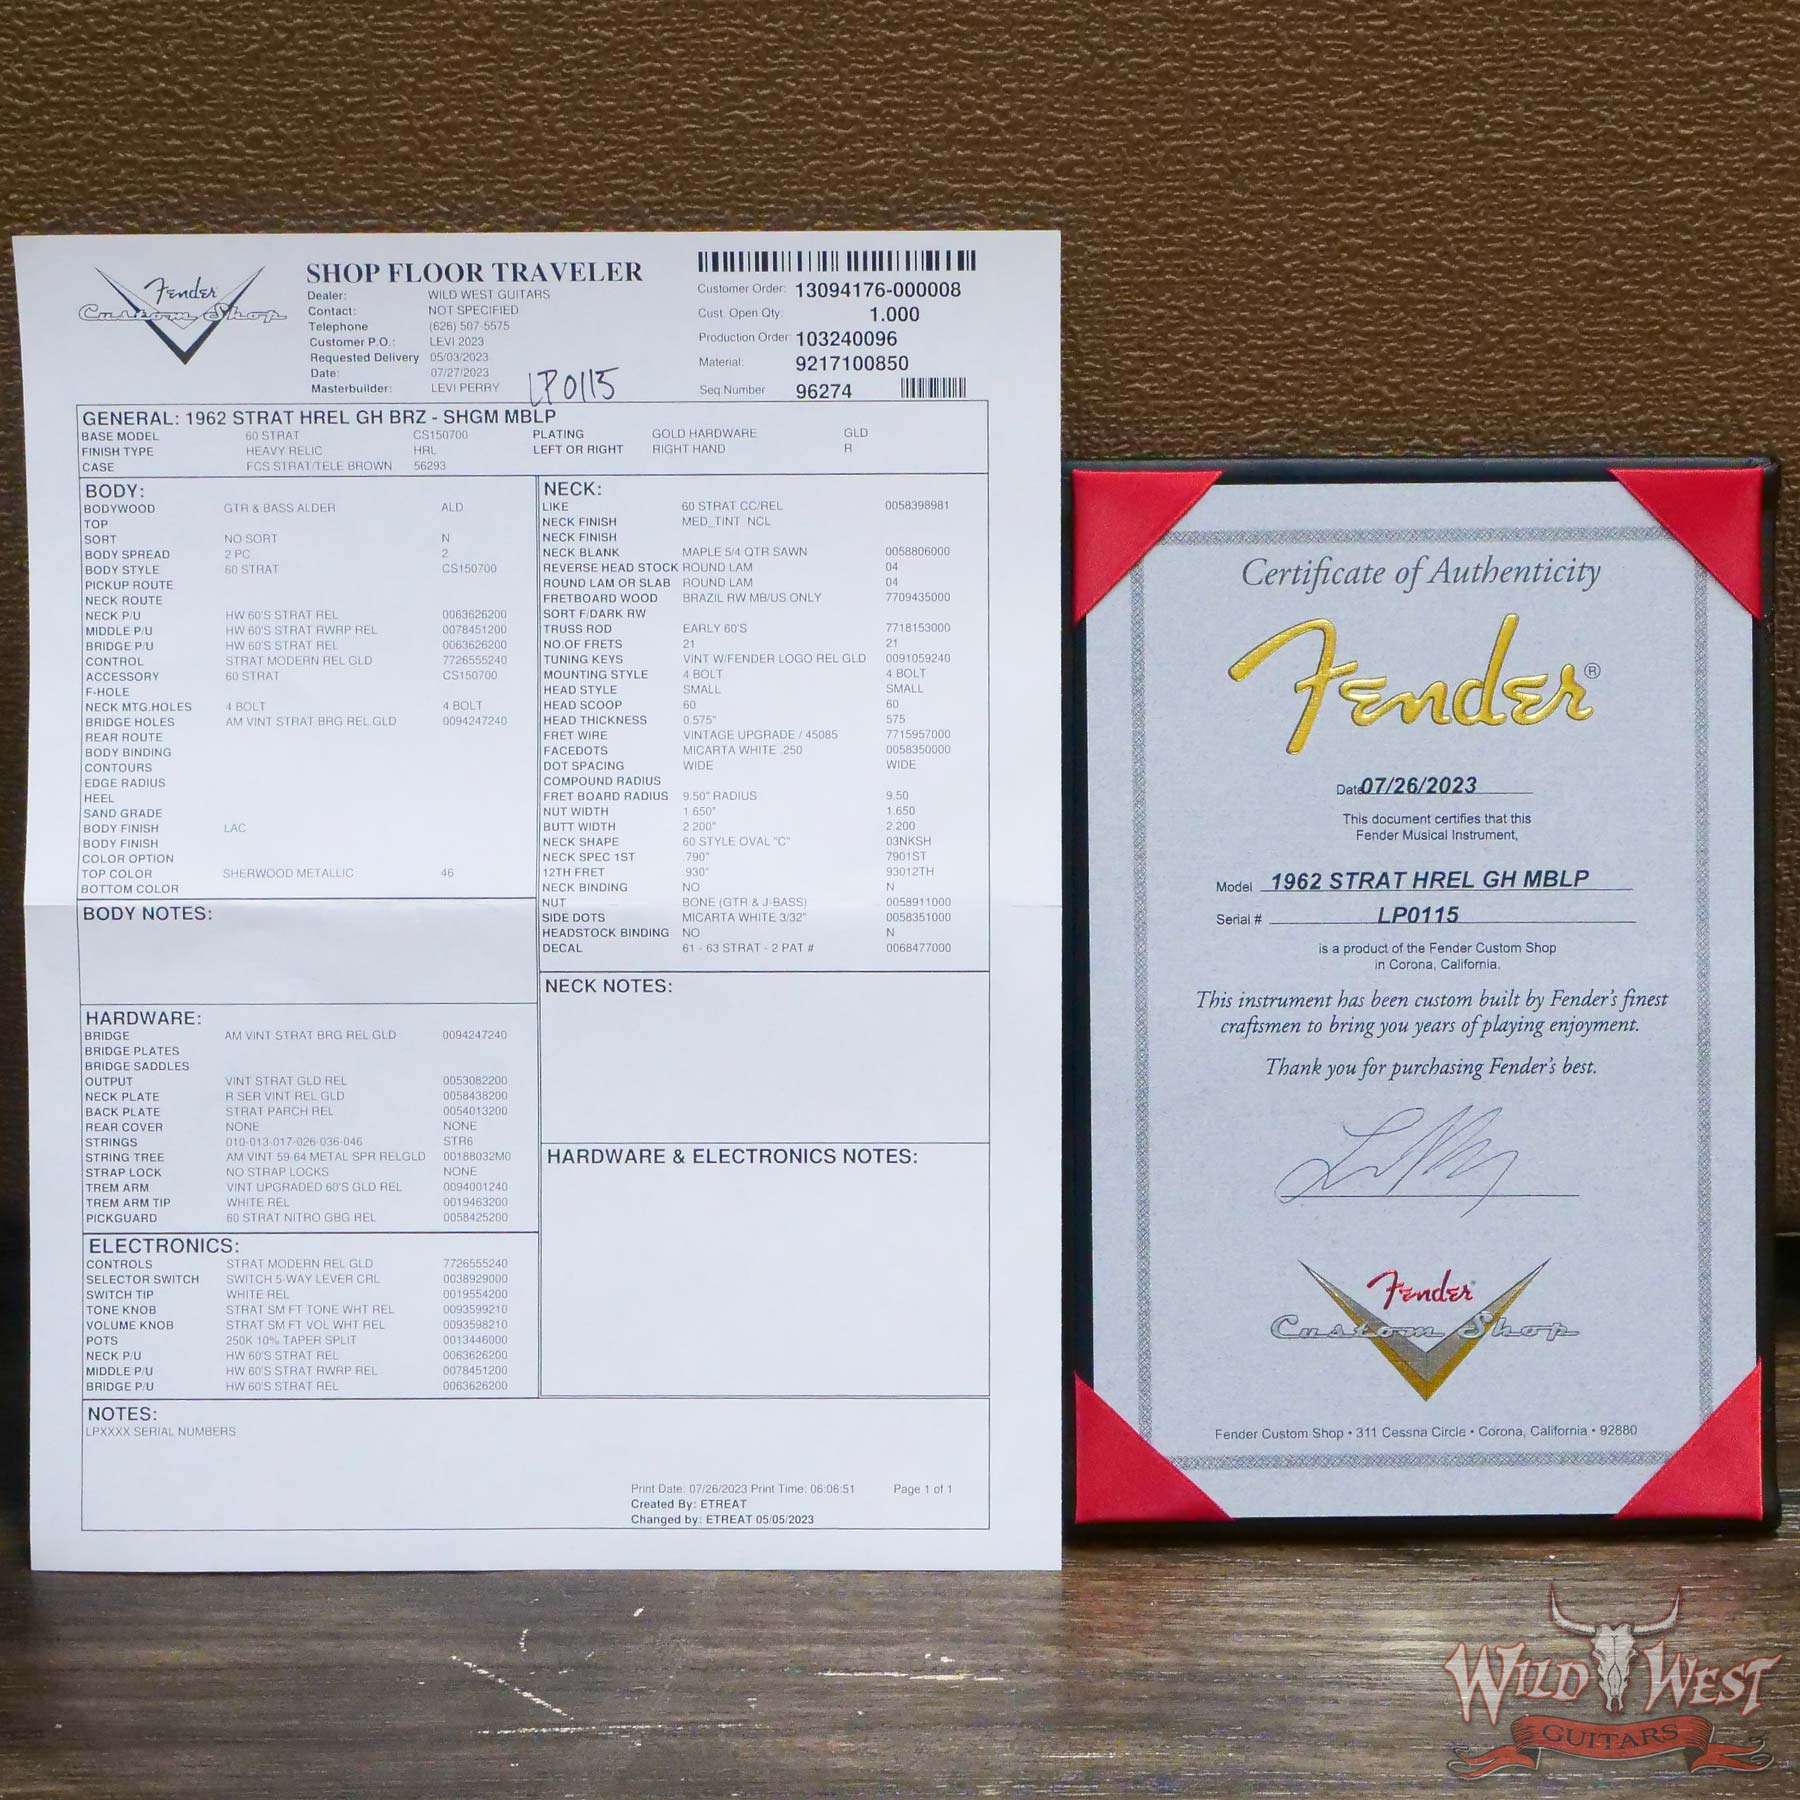 Fender
Custom Shop
SHOP FLOOR TRAVELER
Dealer: WILD WEST GUITARS
Contact: NOT SPECIFIED
Telephone (626) 507-5575
Customer P.O.: LEVI 2023
Requested Delivery 05/03/2023
Date: 07/27/2023
Masterbuilder: LEVI PERRY
LP0115
Customer Order: 13094176-000008
Cust. Open Qty. 1.000
Production Order 103240096
Material: 9217100850
Seq.Number 96274
GENERAL: 1962 STRAT HREL GH BRZ - SHGM MBLP
BASE MODEL 60 STRAT CS150700 PLATING GOLD HARDWARE GLD
FINISH TYPE HEAVY RELIC HRL LEFT OR RIGHT RIGHT HAND R
CASE FCS STRAT/TELE BROWN 56293
BODY:
BODYWOOD GTR & BASS ALDER ALD
TOP
SORT NO SORT N
BODY SPREAD 2 PC 2
BODY STYLE 60 STRAT CS150700
PICKUP ROUTE
NECK ROUTE
NECK P/U HW 60'S STRAT REL 0063626200
MIDDLE P/U HW 60'S STRAT RWRP REL 0078451200
BRIDGE P/U HW 60'S STRAT REL 0063626200
CONTROL STRAT MODERN REL GLD 7726555240
ACCESSORY 60 STRAT CS150700
F-HOLE
NECK MTG.HOLES 4 BOLT 4 BOLT
BRIDGE HOLES AM VINT STRAT BRG REL GLD 0094247240
REAR ROUTE
BODY BINDING
CONTOURS
EDGE RADIUS
HEEL
SAND GRADE
BODY FINISH LAC
BODY FINISH
COLOR OPTION
TOP COLOR SHERWOOD METALLIC 46
BOTTOM COLOR
BODY NOTES:
HARDWARE:
BRIDGE AM VINT STRAT BRG REL GLD 0094247240
BRIDGE PLATES
BRIDGE SADDLES
OUTPUT VINT STRAT GLD REL 0053082200
NECK PLATE R SER VINT REL GLD 0058438200
BACK PLATE STRAT PARCH REL 0054013200
REAR COVER NONE NONE
STRINGS 010-013-017-026-036-046 STR6
STRING TREE AM VINT 59-64 METAL SPR RELGLD 00188032M0
STRAP LOCK NO STRAP LOCKS NONE
TREM ARM VINT UPGRADED 60'S GLD REL 0094001240
TREM ARM TIP WHITE REL 0019463200
PICKGUARD 60 STRAT NITRO GBG REL 0058425200
ELECTRONICS:
CONTROLS STRAT MODERN REL GLD 7726555240
SELECTOR SWITCH SWITCH 5-WAY LEVER CRL 0038929000
SWITCH TIP WHITE REL 0019554200
TONE KNOB STRAT SM FT TONE WHT REL 0093599210
VOLUME KNOB STRAT SM FT VOL WHT REL 0093598210
POTS 250K 10% TAPER SPLIT 0013446000
NECK P/U HW 60'S STRAT REL 0063626200
MIDDLE P/U HW 60'S STRAT RWRP REL 0078451200
BRIDGE P/U HW 60'S STRAT REL 0063626200
NECK:
LIKE 60 STRAT CC/REL 0058398981
NECK FINISH MED_TINT NCL
NECK FINISH
NECK BLANK MAPLE 5/4 QTR SAWN 0058806000
REVERSE HEAD STOCK ROUND LAM 04
ROUND LAM OR SLAB ROUND LAM 04
FRETBOARD WOOD BRAZIL RW MB/US ONLY 7709435000
SORT F/DARK RW
TRUSS ROD EARLY 60'S 7718153000
NO.OF FRETS 21 21
TUNING KEYS VINT W/FENDER LOGO REL GLD 0091059240
MOUNTING STYLE 4 BOLT 4 BOLT
HEAD STYLE SMALL SMALL
HEAD SCOOP 60 60
HEAD THICKNESS 0.575" 575
FRET WIRE VINTAGE UPGRADE / 45085 7715957000
FACEDOTS MICARTA WHITE .250 0058350000
DOT SPACING WIDE WIDE
COMPOUND RADIUS
FRET BOARD RADIUS 9.50" RADIUS 9.50
NUT WIDTH 1.650" 1.650
BUTT WIDTH 2.200" 2.200
NECK SHAPE 60 STYLE OVAL "C" 03NKSH
NECK SPEC 1ST .790" 7901ST
12TH FRET .930" 93012TH
NECK BINDING NO N
NUT BONE (GTR & J-BASS) 0058911000
SIDE DOTS MICARTA WHITE 3/32" 0058351000
HEADSTOCK BINDING NO N
DECAL 61 - 63 STRAT - 2 PAT # 0068477000
NECK NOTES:
HARDWARE & ELECTRONICS NOTES:
NOTES:
LPXXXX SERIAL NUMBERS
Print Date: 07/26/2023 Print Time: 06:06:51 Page 1 of 1
Created By: ETREAT
Changed by: ETREAT 05/05/2023
Certificate of Authenticity
Fender®
Date 07/26/2023
This document certifies that this
Fender Musical Instrument,
Model 1962 STRAT HREL GH MBLP
Serial # LP0115
is a product of the Fender Custom Shop
in Corona, California.
This instrument has been custom built by Fender's finest
craftsmen to bring you years of playing enjoyment.
Thank you for purchasing Fender's best.
Fender
Custom Shop
Fender Custom Shop • 311 Cessna Circle • Corona, California • 92880
WILD WEST
GUITARS